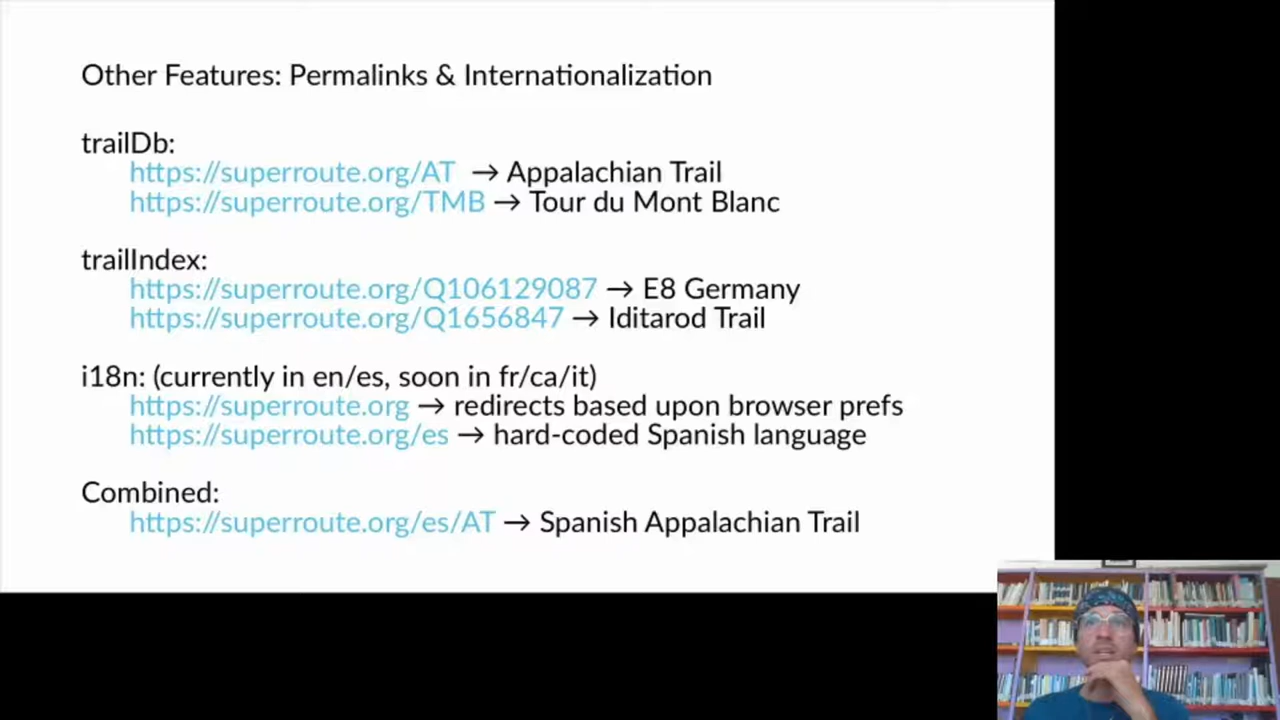 Other Features: Permalinks & Internationalization
trailDb:
https://superroute.org/AT → Appalachian Trail
https://superroute.org/TMB → Tour du Mont Blanc
trailIndex:
https://superroute.org/Q106129087 → E8 Germany
https://superroute.org/Q1656847 → Iditarod Trail
i18n: (currently in en/es, soon in fr/ca/it)
https://superroute.org → redirects based upon browser prefs
https://superroute.org/es → hard-coded Spanish language
Combined:
https://superroute.org/es/AT → Spanish Appalachian Trail